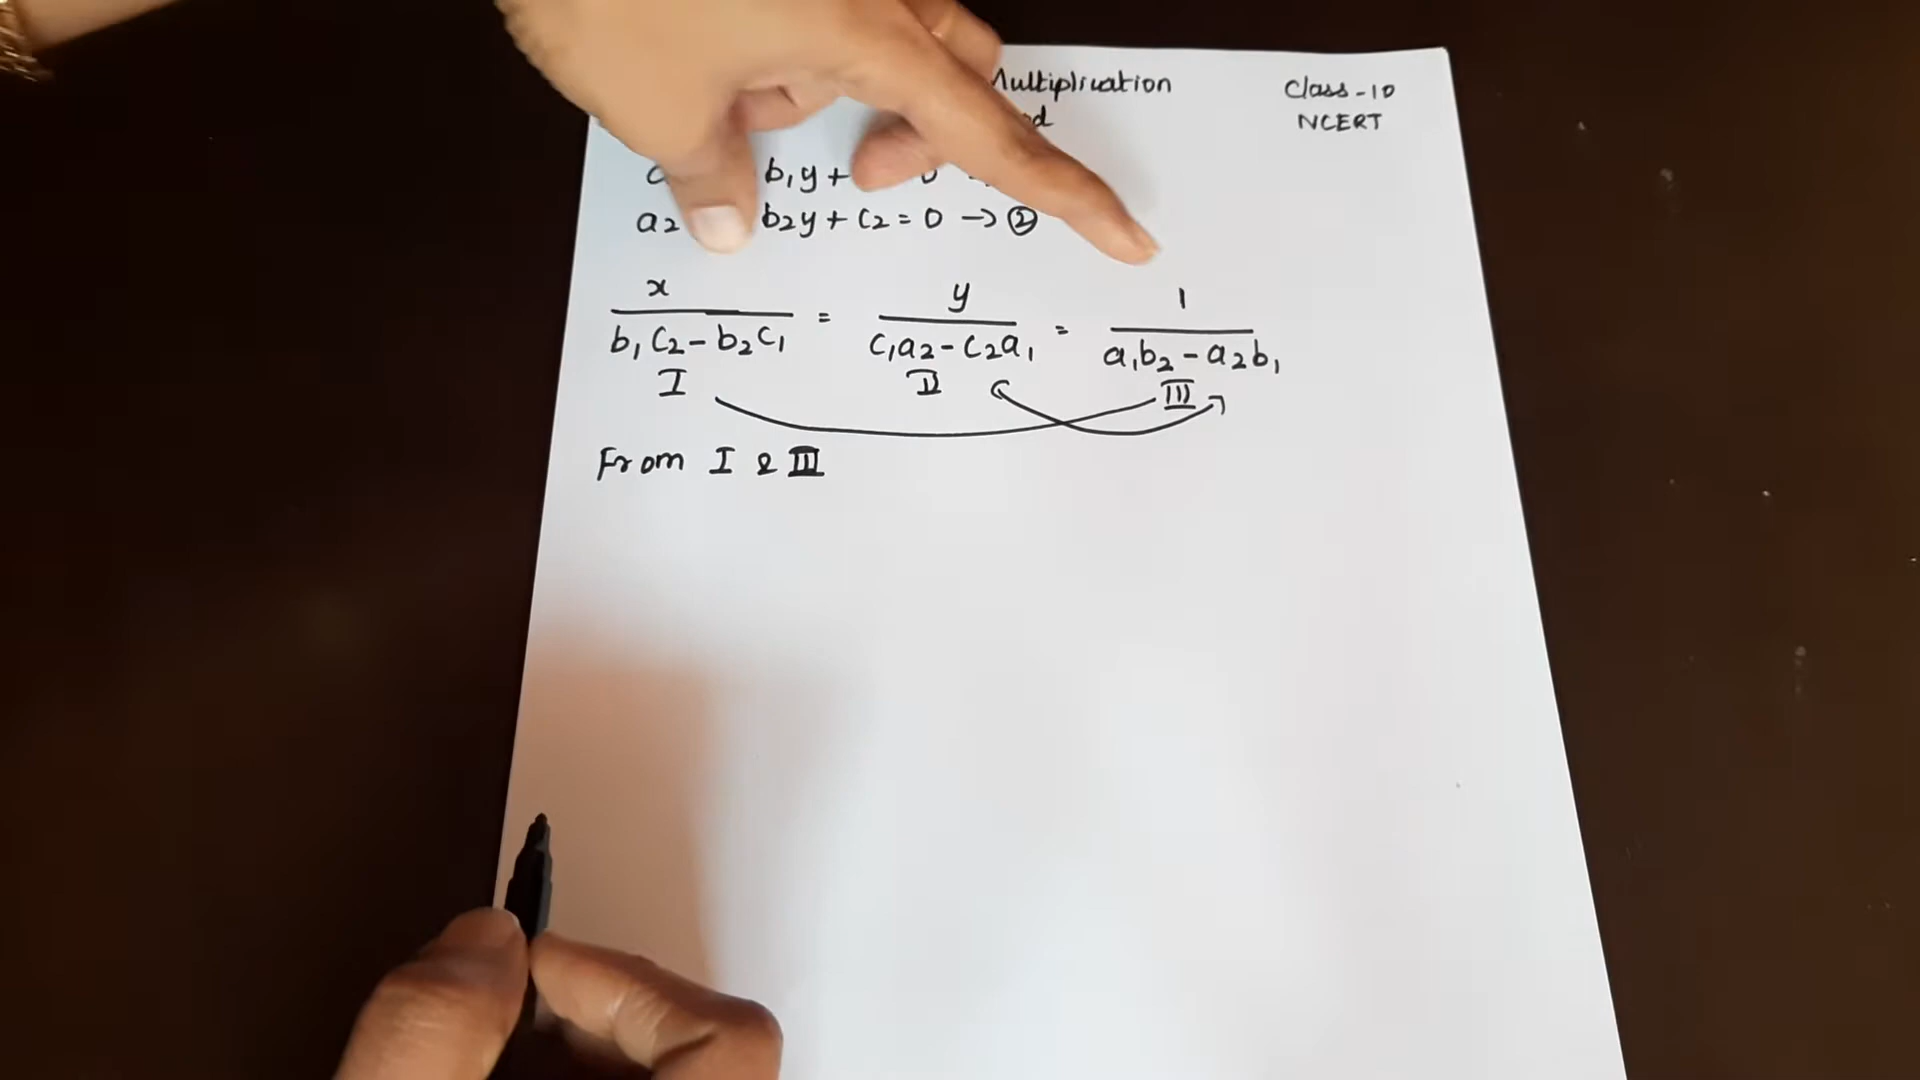 Multiplication Class-10
NCERT
b₁y +
a₂ b₂y + c₂ = 0 → ②
x/(b₁c₂ - b₂c₁) = y/(c₁a₂ - c₂a₁) = 1/(a₁b₂ - a₂b₁)
I II III
From I & III